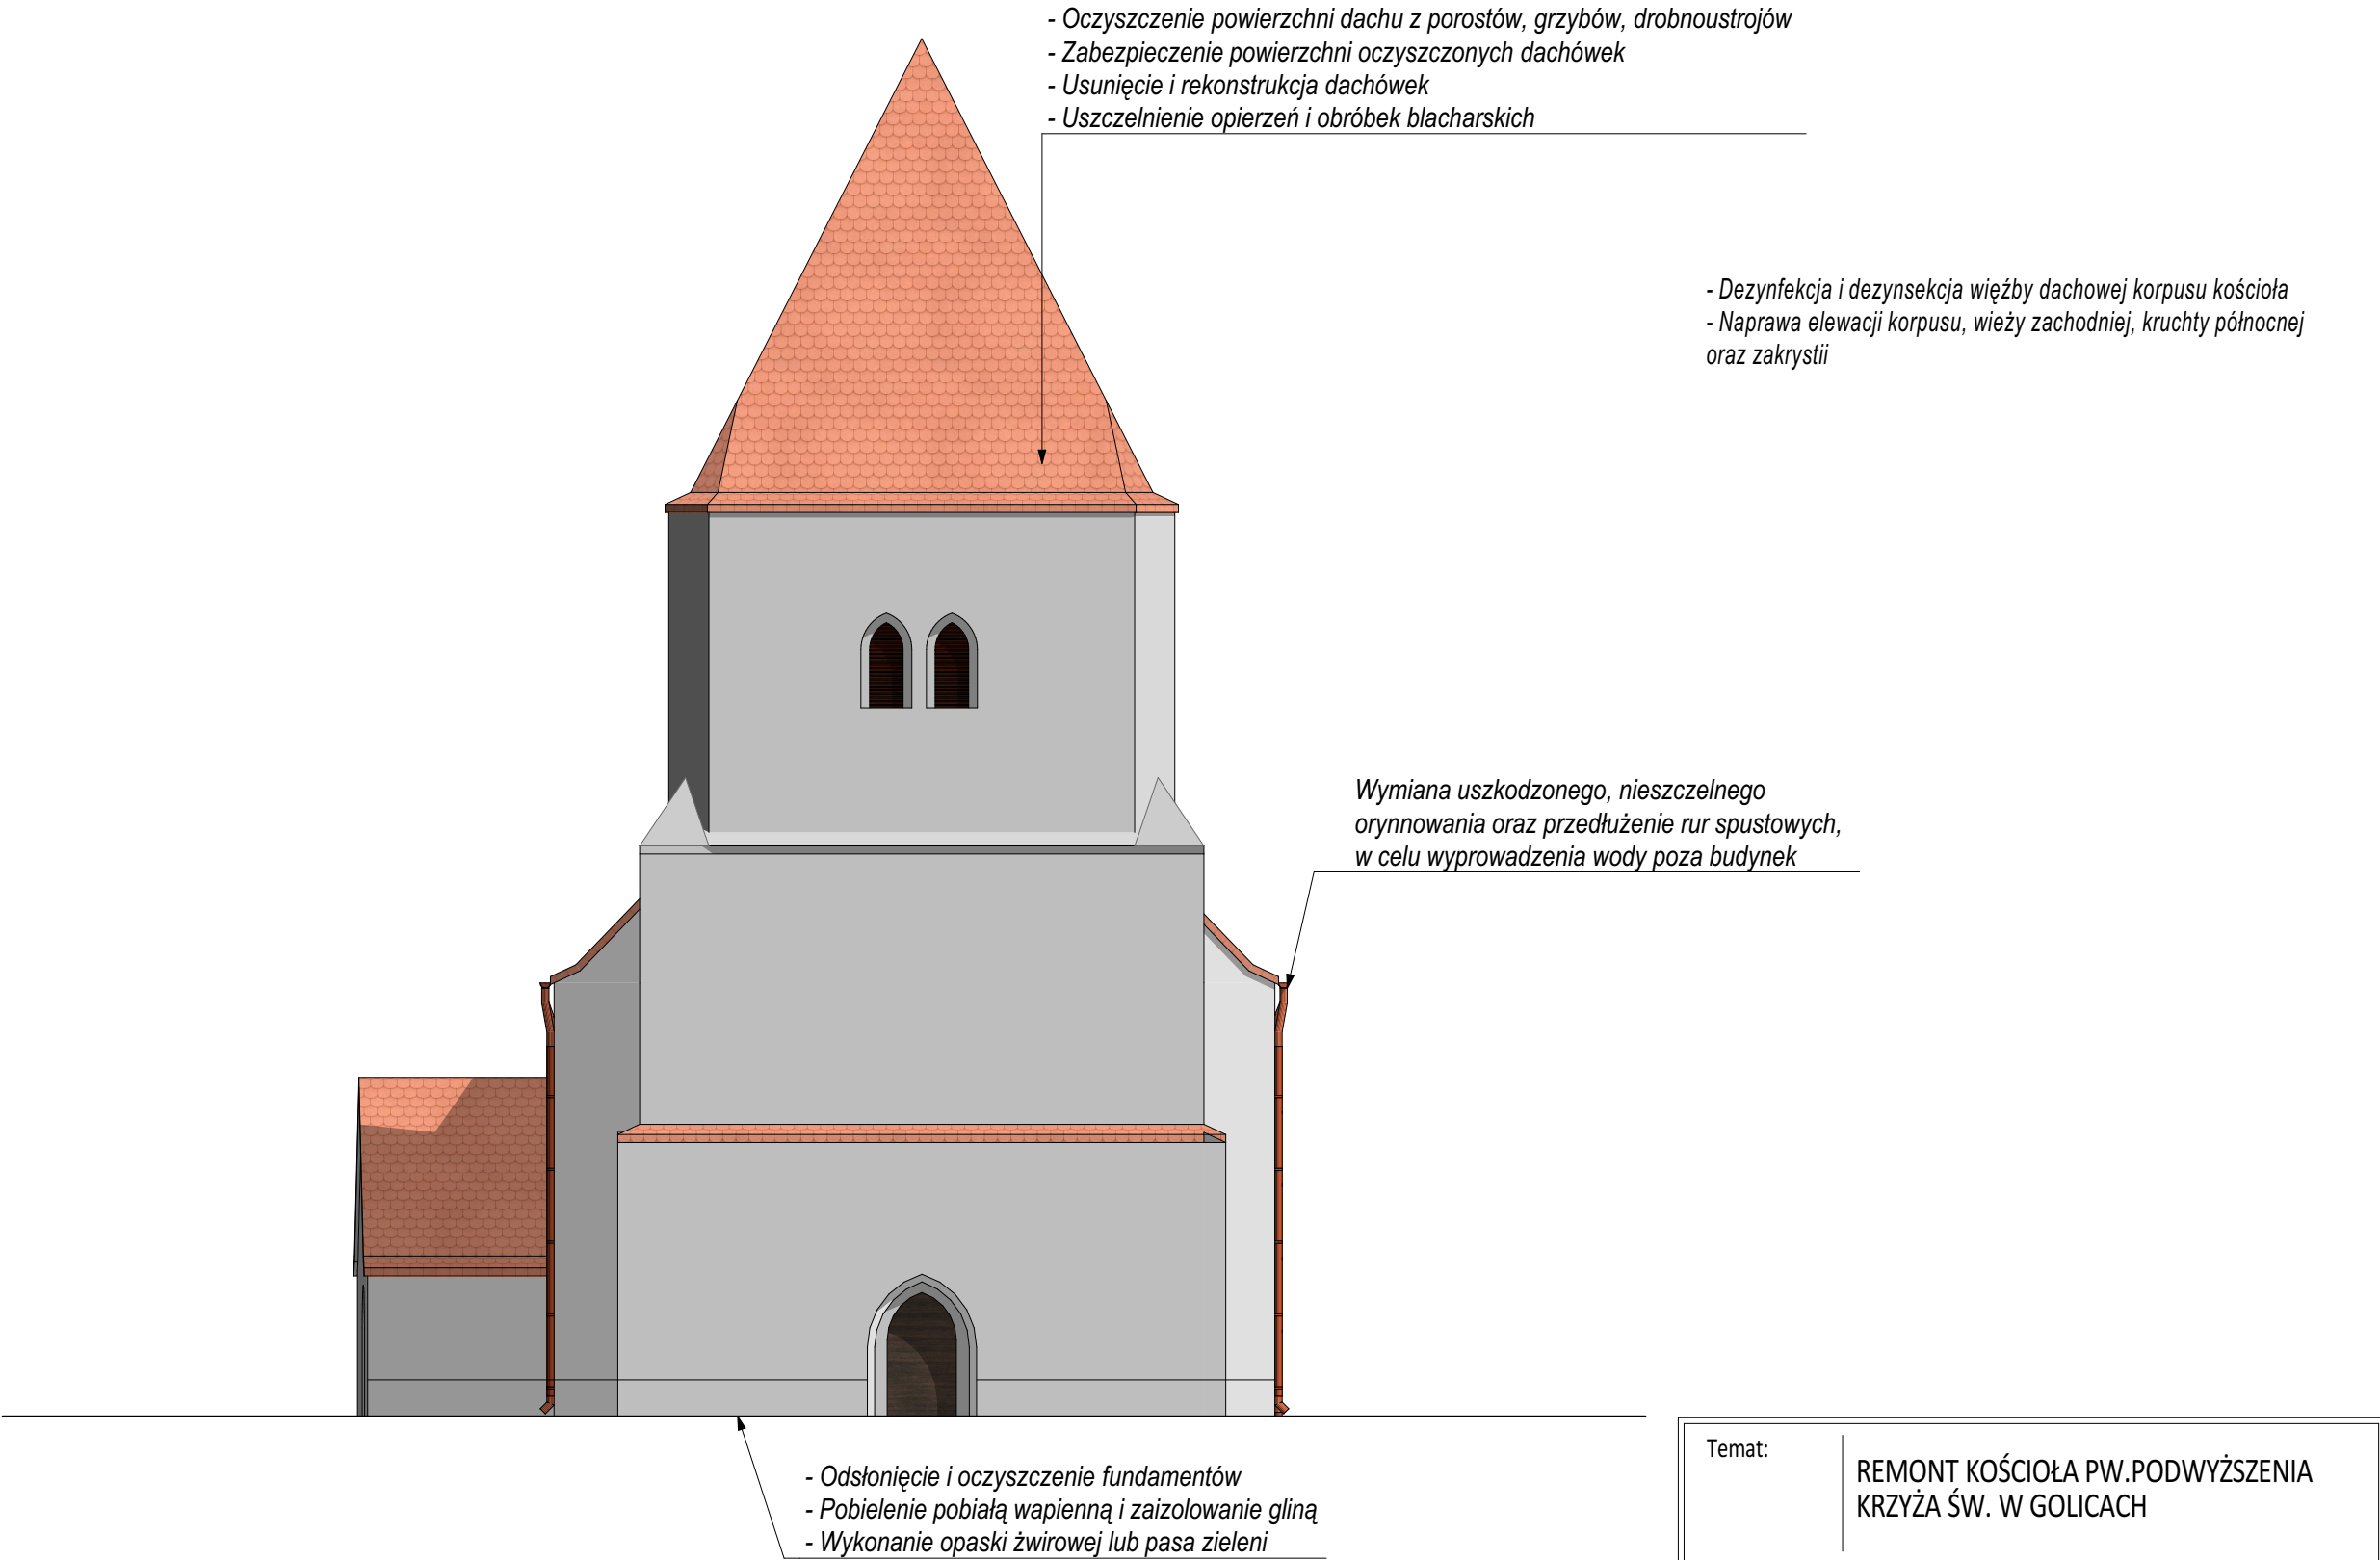 - Oczyszczenie powierzchni dachu z porostów, grzybów, drobnoustrojów
- Zabezpieczenie powierzchni oczyszczonych dachówek
- Usunięcie i rekonstrukcja dachówek
- Uszczelnienie opierzeń i obróbek blacharskich
- Dezynfekcja i dezynsekcja więźby dachowej korpusu kościoła
- Naprawa elewacji korpusu, wieży zachodniej, kruchty północnej
oraz zakrystii
Wymiana uszkodzonego, nieszczelnego
orynnowania oraz przedłużenie rur spustowych,
w celu wyprowadzenia wody poza budynek
- Odsłonięcie i oczyszczenie fundamentów
- Pobielenie pobiałą wapienną i zaizolowanie gliną
- Wykonanie opaski żwirowej lub pasa zieleni
Temat:
REMONT KOŚCIOŁA PW.PODWYŻSZENIA
KRZYŻA ŚW. W GOLICACH